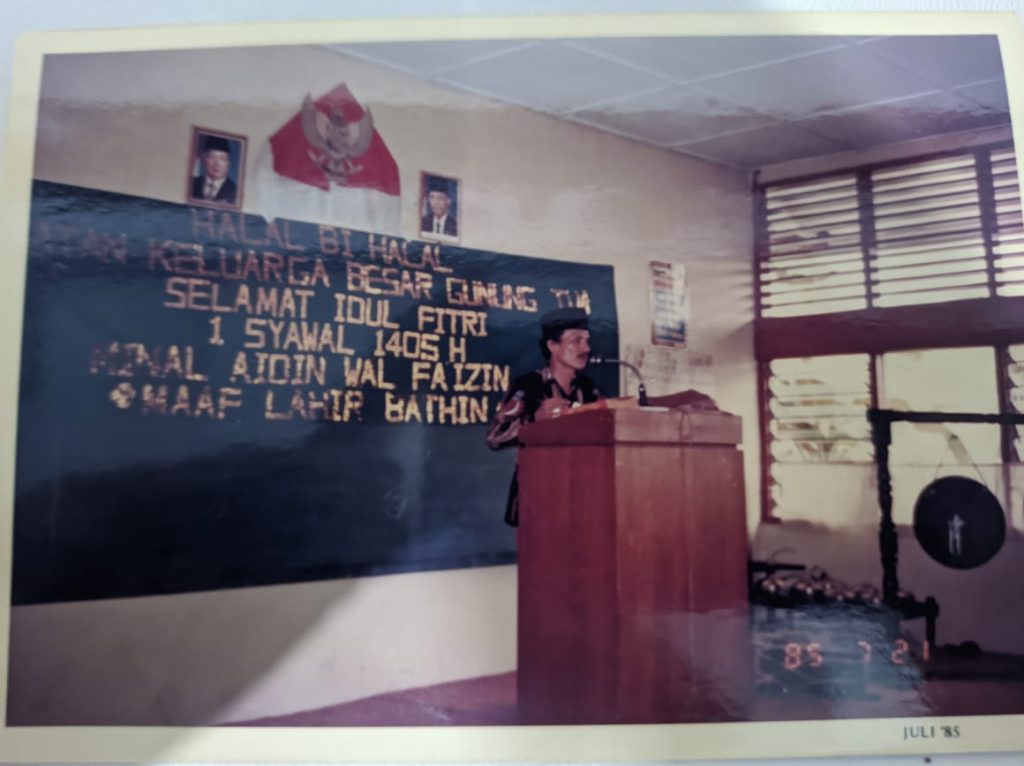 HALAL BI HALAL
KELUARGA BESAR GUNUNG
SELAMAT IDUL FITRI
1 SYAWAL 1405 H
MINAL AIDIN WAL FAIZIN
MAAF LAHIR BATHIN
85 7 21
JULI '85